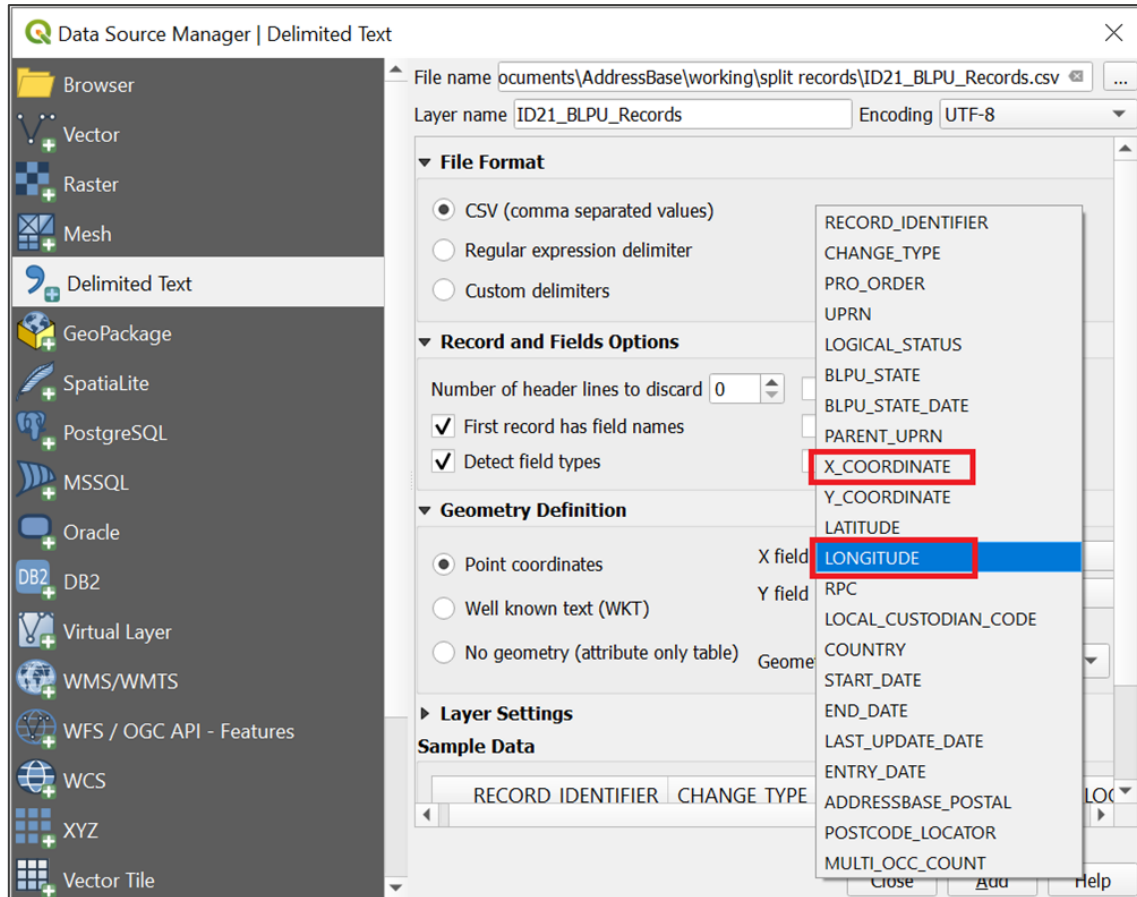 Data Source Manager | Delimited Text
Browser
Vector
Raster
Mesh
Delimited Text
GeoPackage
SpatiaLite
PostgreSQL
MSSQL
Oracle
DB2
DB2
Virtual Layer
WMS/WMTS
WFS / OGC API - Features
WCS
XYZ
Vector Tile
File name ocuments\AddressBase\working\split records\ID21_BLPU_Records.csv ...
Layer name ID21_BLPU_Records Encoding UTF-8
File Format
CSV (comma separated values)
Regular expression delimiter
Custom delimiters
Record and Fields Options
Number of header lines to discard 0
First record has field names
Detect field types
Geometry Definition
Point coordinates
X field
Well known text (WKT)
Y field
No geometry (attribute only table)
Layer Settings
Sample Data
RECORD_IDENTIFIER CHANGE_TYPE
RECORD_IDENTIFIER
CHANGE_TYPE
PRO_ORDER
UPRN
LOGICAL_STATUS
BLPU_STATE
BLPU_STATE_DATE
PARENT_UPRN
X_COORDINATE
Y_COORDINATE
LATITUDE
LONGITUDE
RPC
LOCAL_CUSTODIAN_CODE
COUNTRY
START_DATE
END_DATE
LAST_UPDATE_DATE
ENTRY_DATE
ADDRESSBASE_POSTAL
POSTCODE_LOCATOR
MULTI_OCC_COUNT
Close Add Help